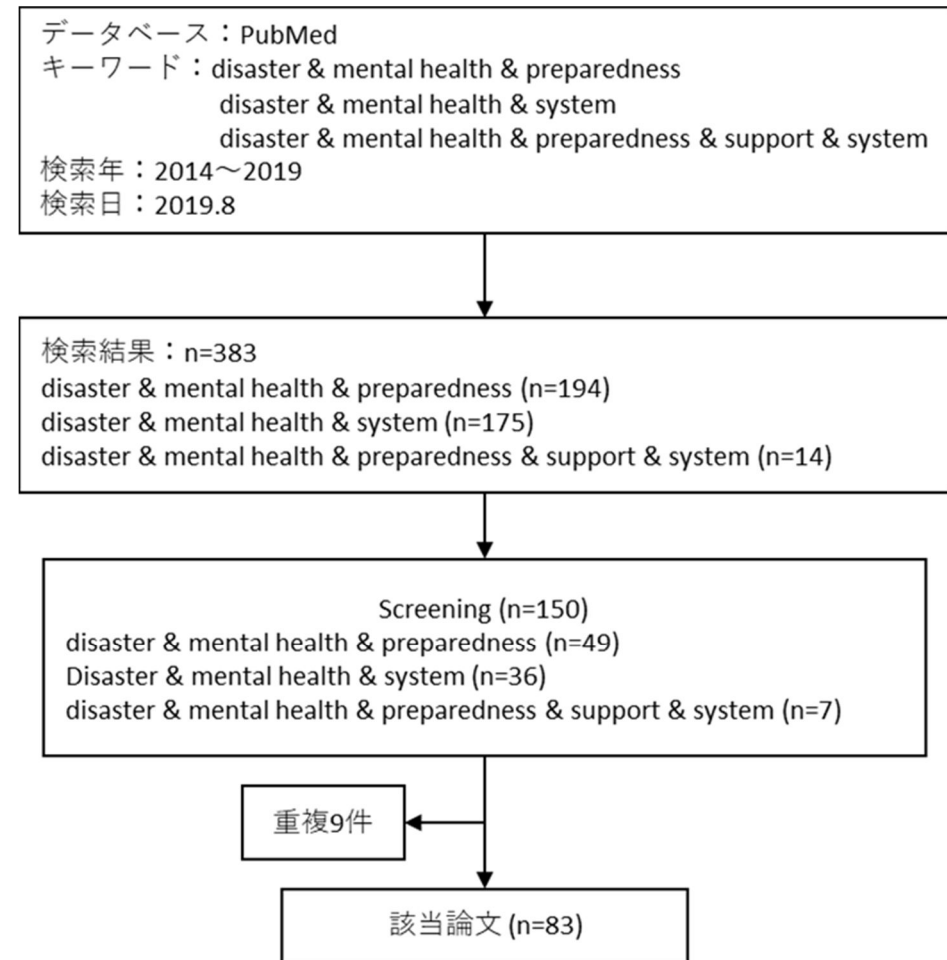 データベース：PubMed
キーワード：disaster & mental health & preparedness
disaster & mental health & system
disaster & mental health & preparedness & support & system
検索年：2014～2019
検索日：2019.8
検索結果：n=383
disaster & mental health & preparedness (n=194)
disaster & mental health & system (n=175)
disaster & mental health & preparedness & support & system (n=14)
Screening (n=150)
disaster & mental health & preparedness (n=49)
Disaster & mental health & system (n=36)
disaster & mental health & preparedness & support & system (n=7)
重複9件
該当論文 (n=83)